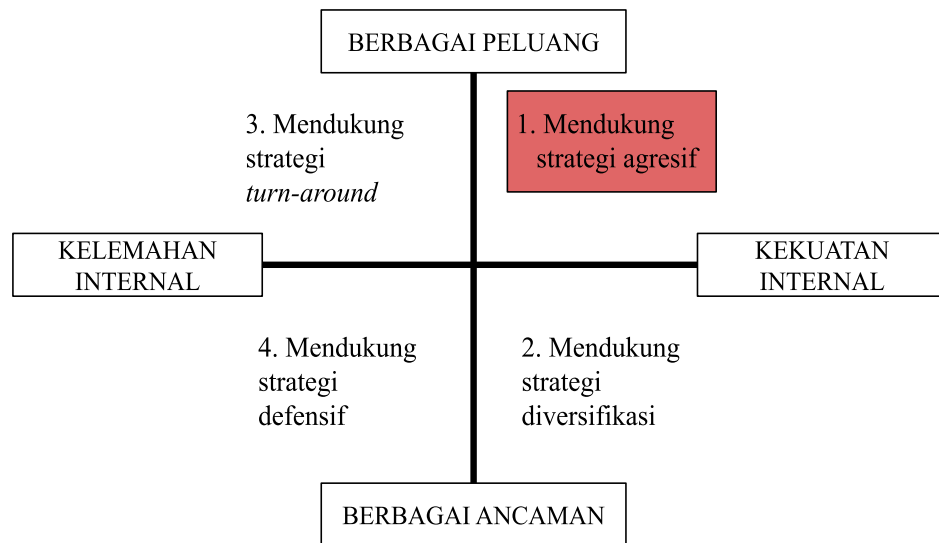 BERBAGAI PELUANG
3. Mendukung
strategi
turn-around
1. Mendukung
strategi agresif
KELEMAHAN
INTERNAL
KEKUATAN
INTERNAL
4. Mendukung
strategi
defensif
2. Mendukung
strategi
diversifikasi
BERBAGAI ANCAMAN